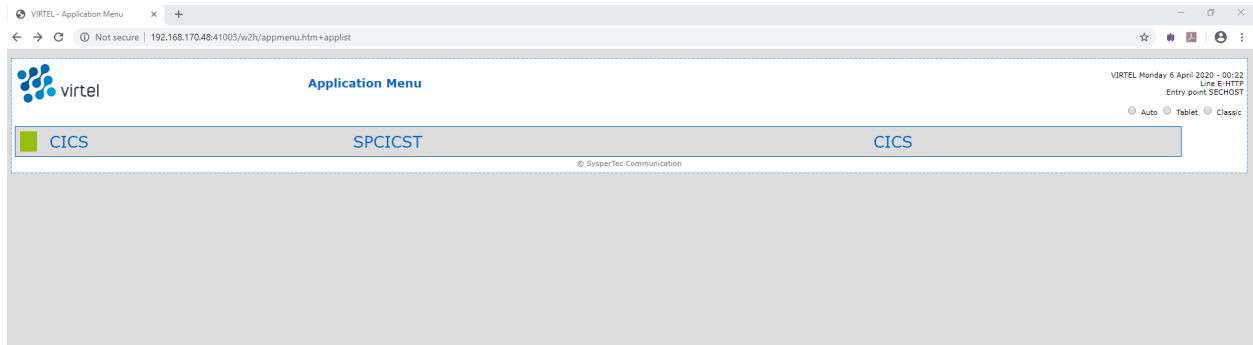 VIRTEL - Application Menu
Not secure | 192.168.170.48:41003/w2h/appmenu.htm+applist
virtel
Application Menu
VIRTEL Monday 6 April 2020 - 00:22
Line E-HTTP
Entry point SECHOST
Auto Tablet Classic
CICS SPCICST CICS
© SysperTec Communication